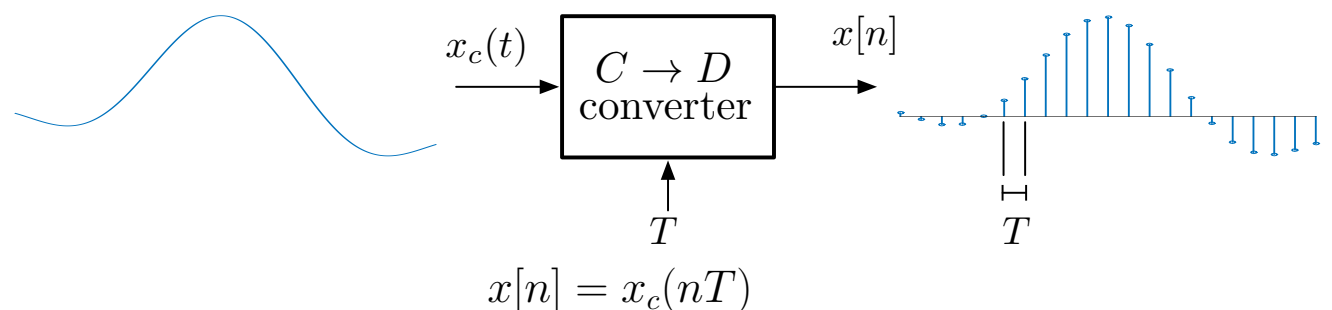 x_c(t)
C → D
converter
x[n]
T
T
x[n] = x_c(nT)